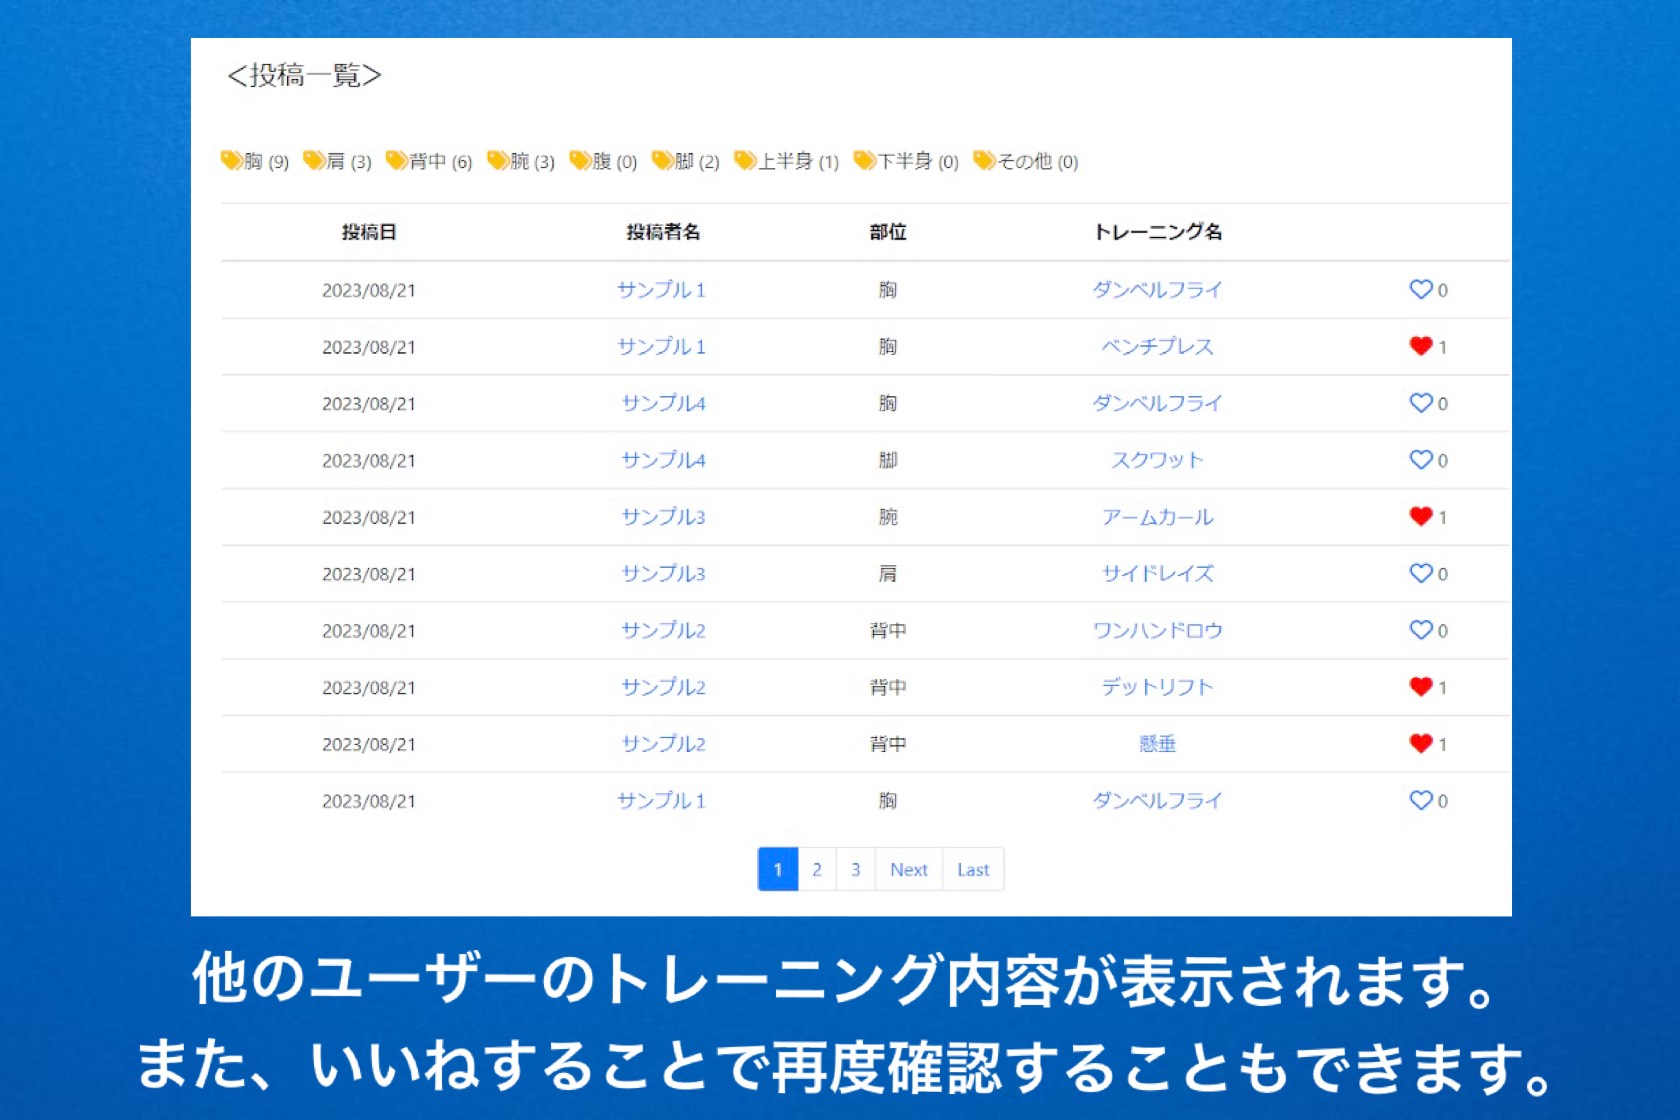 ＜投稿一覧＞
胸 (9) 肩 (3) 背中 (6) 腕 (3) 腹 (0) 脚 (2) 上半身 (1) 下半身 (0) その他 (0)
投稿日 投稿者名 部位 トレーニング名
2023/08/21 サンプル１ 胸 ダンベルフライ 0
2023/08/21 サンプル１ 胸 ベンチプレス 1
2023/08/21 サンプル4 胸 ダンベルフライ 0
2023/08/21 サンプル4 脚 スクワット 0
2023/08/21 サンプル3 腕 アームカール 1
2023/08/21 サンプル3 肩 サイドレイズ 0
2023/08/21 サンプル2 背中 ワンハンドロウ 0
2023/08/21 サンプル2 背中 デットリフト 1
2023/08/21 サンプル2 背中 懸垂 1
2023/08/21 サンプル１ 胸 ダンベルフライ 0
1 2 3 Next Last
他のユーザーのトレーニング内容が表示されます。
また、いいねすることで再度確認することもできます。